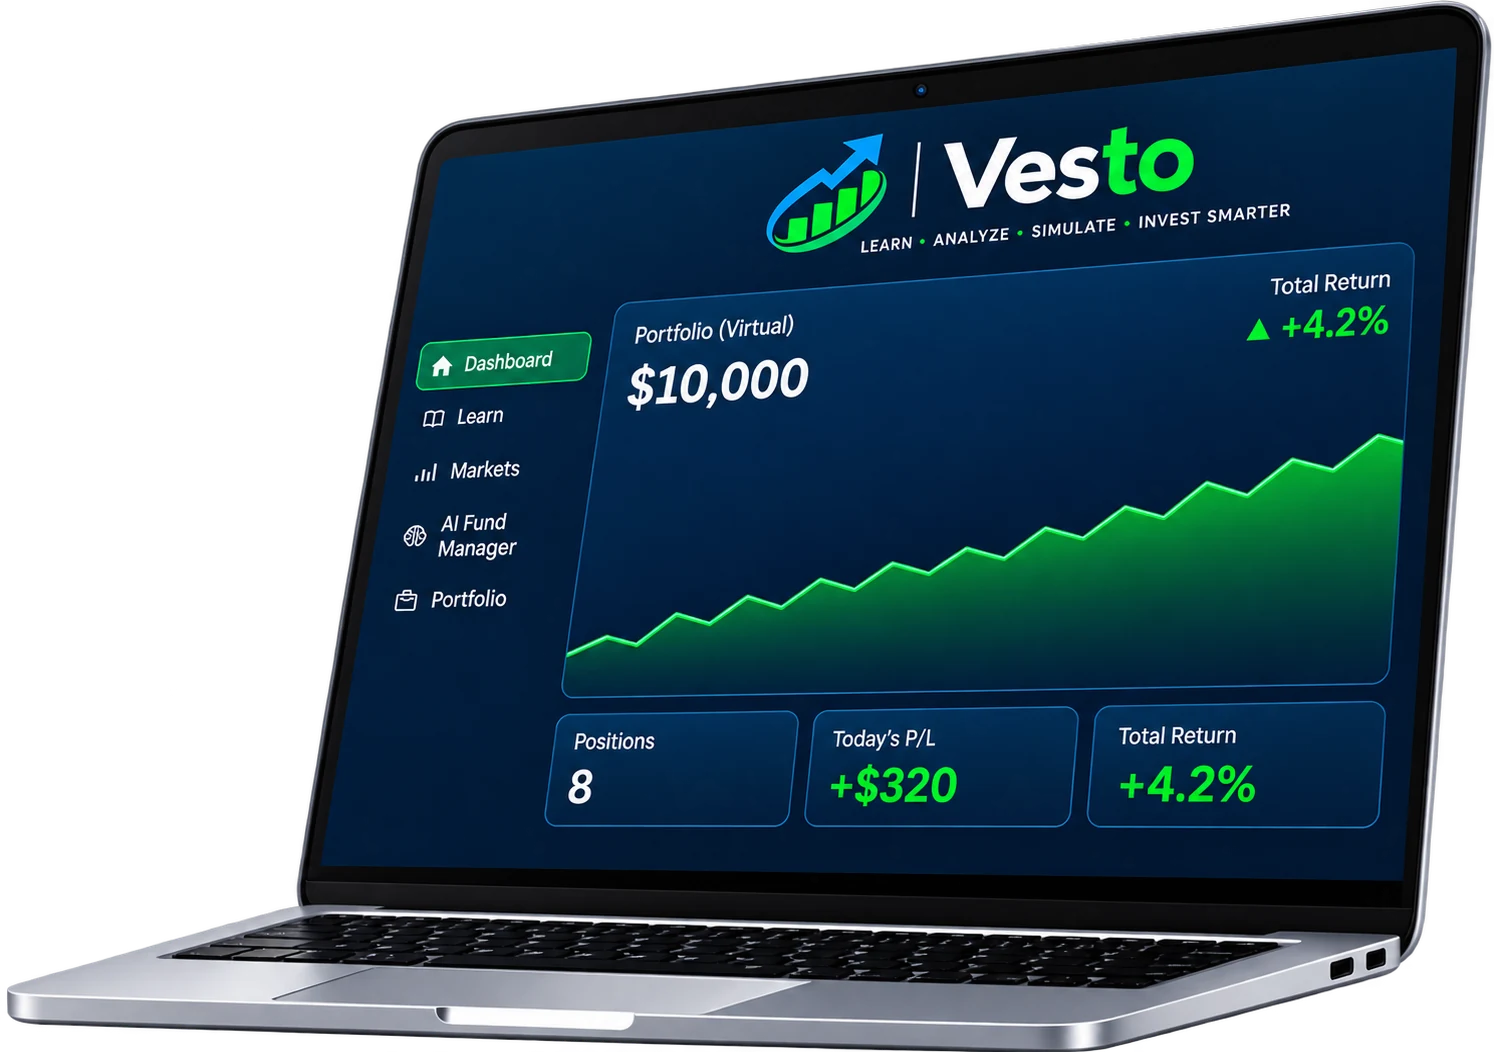 Vesto
LEARN • ANALYZE • SIMULATE • INVEST SMARTER
Dashboard
Learn
Markets
AI Fund
Manager
Portfolio
Portfolio (Virtual)
$10,000
Total Return
▲ +4.2%
Positions
8
Today's P/L
+$320
Total Return
+4.2%